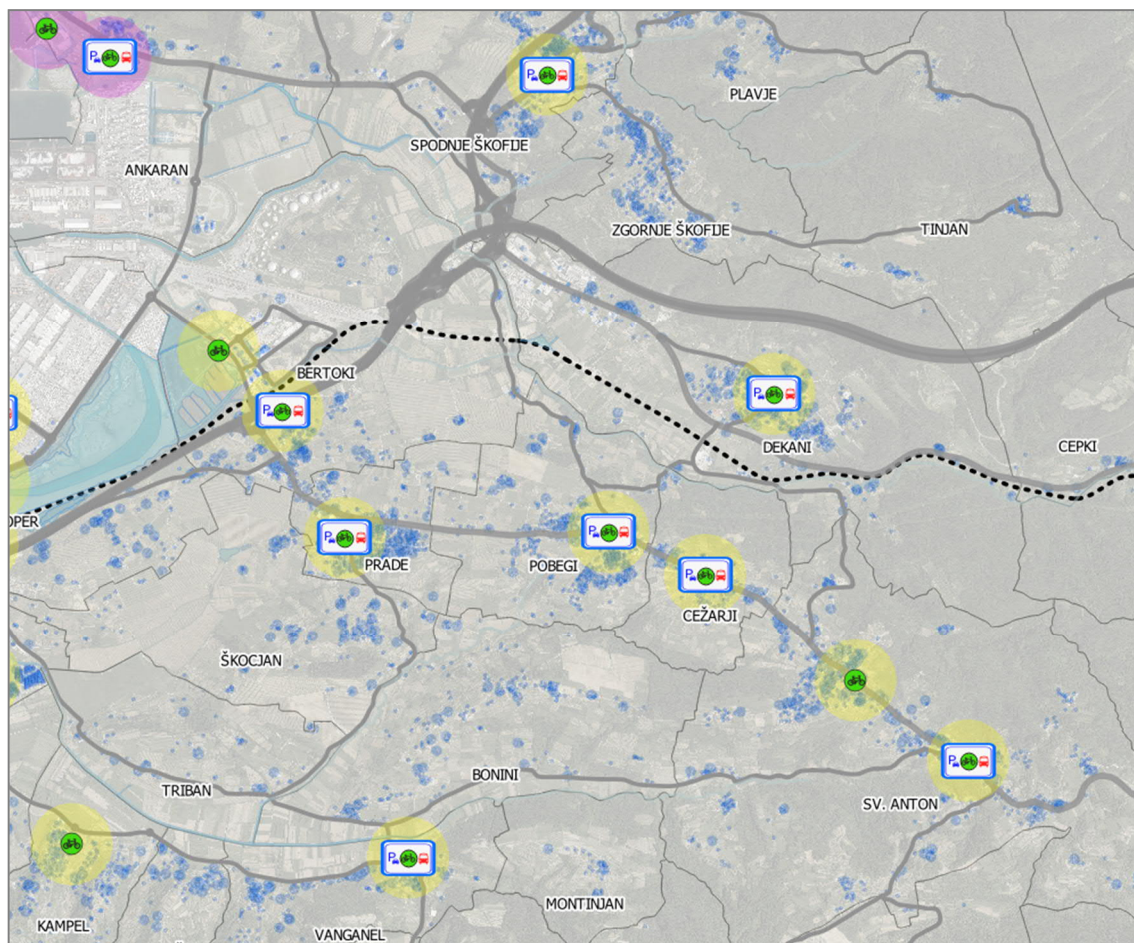 P
P
PLAVJE
SPODNJE ŠKOFIJE
ANKARAN
ZGORNJE ŠKOFIJE
TINJAN
BERTOKI
P
P
DEKANI
CEPKI
OPER
P
P
PRADE
POBEGI
P
CEŽARJI
ŠKOCJAN
BONINI
P
TRIBAN
SV. ANTON
P
MONTINJAN
KAMPEL
VANGANEL